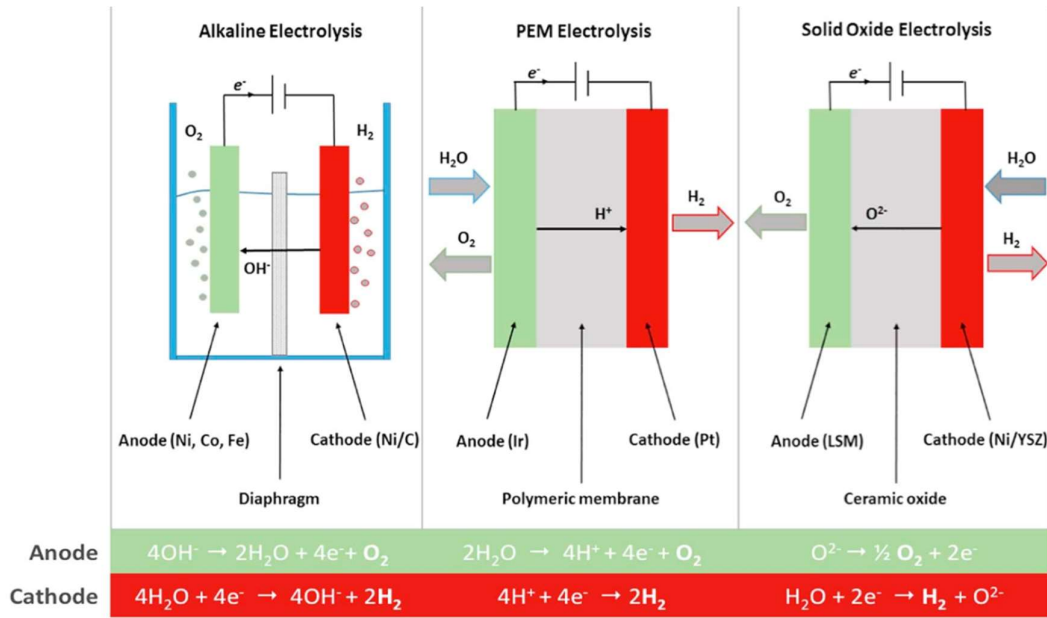 Alkaline Electrolysis
e-
O₂
H₂
OH-
Anode (Ni, Co, Fe)
Cathode (Ni/C)
Diaphragm
PEM Electrolysis
e-
H₂O
H₂
H⁺
O₂
Anode (Ir)
Cathode (Pt)
Polymeric membrane
Solid Oxide Electrolysis
e-
H₂O
O₂
O²⁻
H₂
Anode (LSM)
Cathode (Ni/YSZ)
Ceramic oxide
Anode 4OH⁻ → 2H₂O + 4e⁻ + O₂ 2H₂O → 4H⁺ + 4e⁻ + O₂ O²⁻ → ½ O₂ + 2e⁻
Cathode 4H₂O + 4e⁻ → 4OH⁻ + 2H₂ 4H⁺ + 4e⁻ → 2H₂ H₂O + 2e⁻ → H₂ + O²⁻